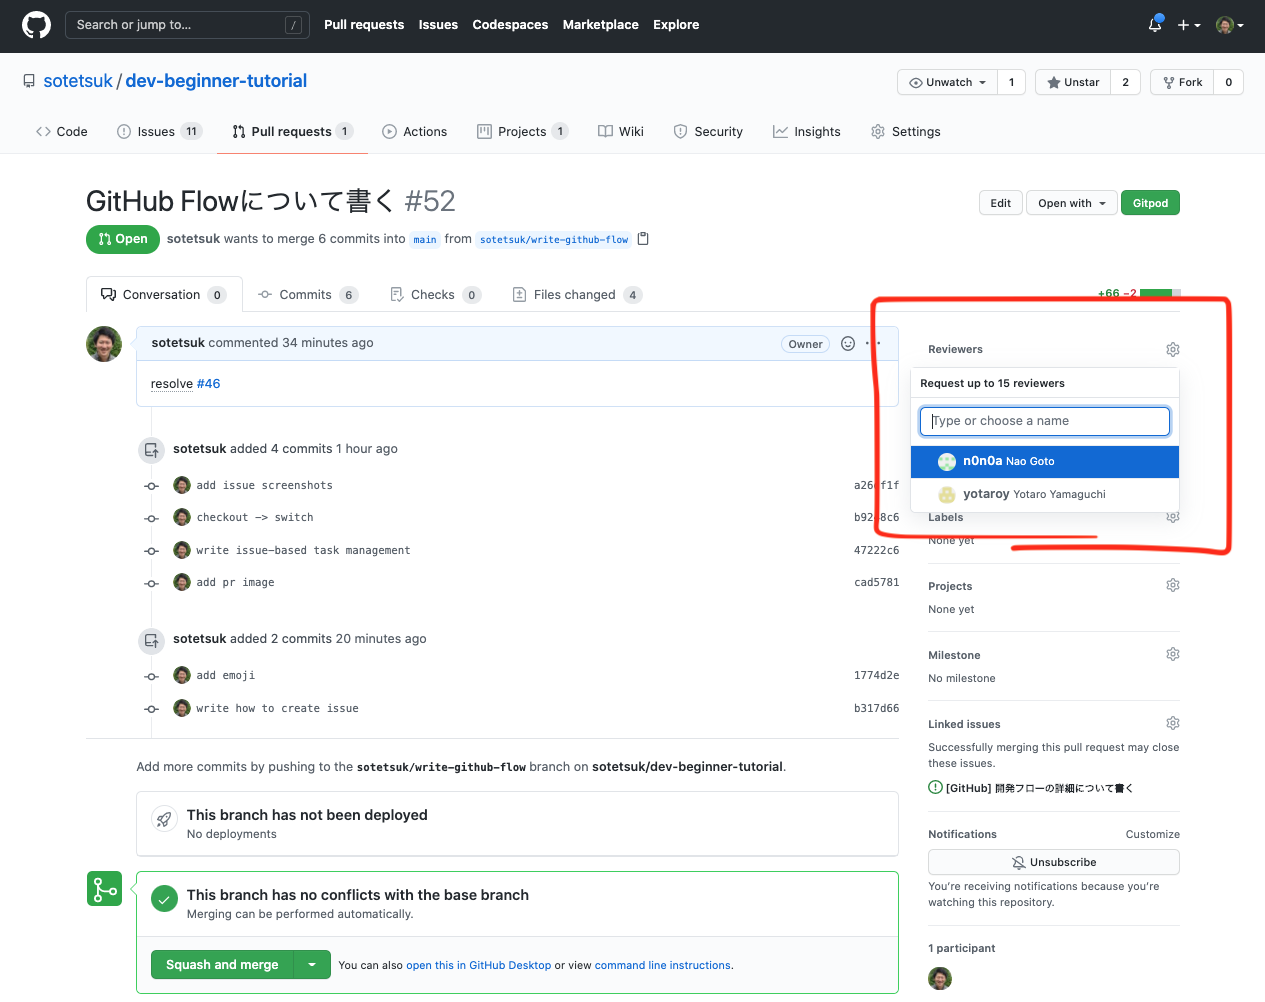 Search or jump to... /
Pull requests Issues Codespaces Marketplace Explore
sotetsuk / dev-beginner-tutorial
Unwatch 1 Unstar 2 Fork 0
Code Issues 11 Pull requests 1 Actions Projects 1 Wiki Security Insights Settings
GitHub Flowについて書く #52
Edit Open with Gitpod
Open sotetsuk wants to merge 6 commits into main from sotetsuk/write-github-flow
Conversation 0 Commits 6 Checks 0 Files changed 4
+66 −2
sotetsuk commented 34 minutes ago Owner
resolve #46
sotetsuk added 4 commits 1 hour ago
add issue screenshots
checkout -> switch
write issue-based task management 47222c6
add pr image cad5781
sotetsuk added 2 commits 20 minutes ago
add emoji 1774d2e
write how to create issue b317d66
Add more commits by pushing to the sotetsuk/write-github-flow branch on sotetsuk/dev-beginner-tutorial.
This branch has not been deployed
No deployments
This branch has no conflicts with the base branch
Merging can be performed automatically.
Squash and merge You can also open this in GitHub Desktop or view command line instructions.
Reviewers
Request up to 15 reviewers
Type or choose a name
n0n0a Nao Goto
yotaroy Yotaro Yamaguchi
Labels
None yet
Projects
None yet
Milestone
No milestone
Linked issues
Successfully merging this pull request may close
these issues.
[GitHub] 開発フローの詳細について書く
Notifications Customize
Unsubscribe
You're receiving notifications because you're
watching this repository.
1 participant